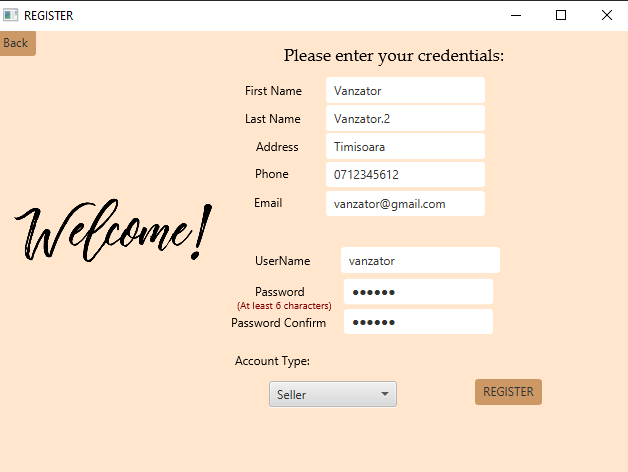 REGISTER
Back
Please enter your credentials:
First Name Vanzator
Last Name Vanzator.2
Address Timisoara
Phone 0712345612
Email vanzator@gmail.com
Welcome!
UserName vanzator
Password ●●●●●●
(At least 6 characters)
Password Confirm ●●●●●●
Account Type:
Seller
REGISTER